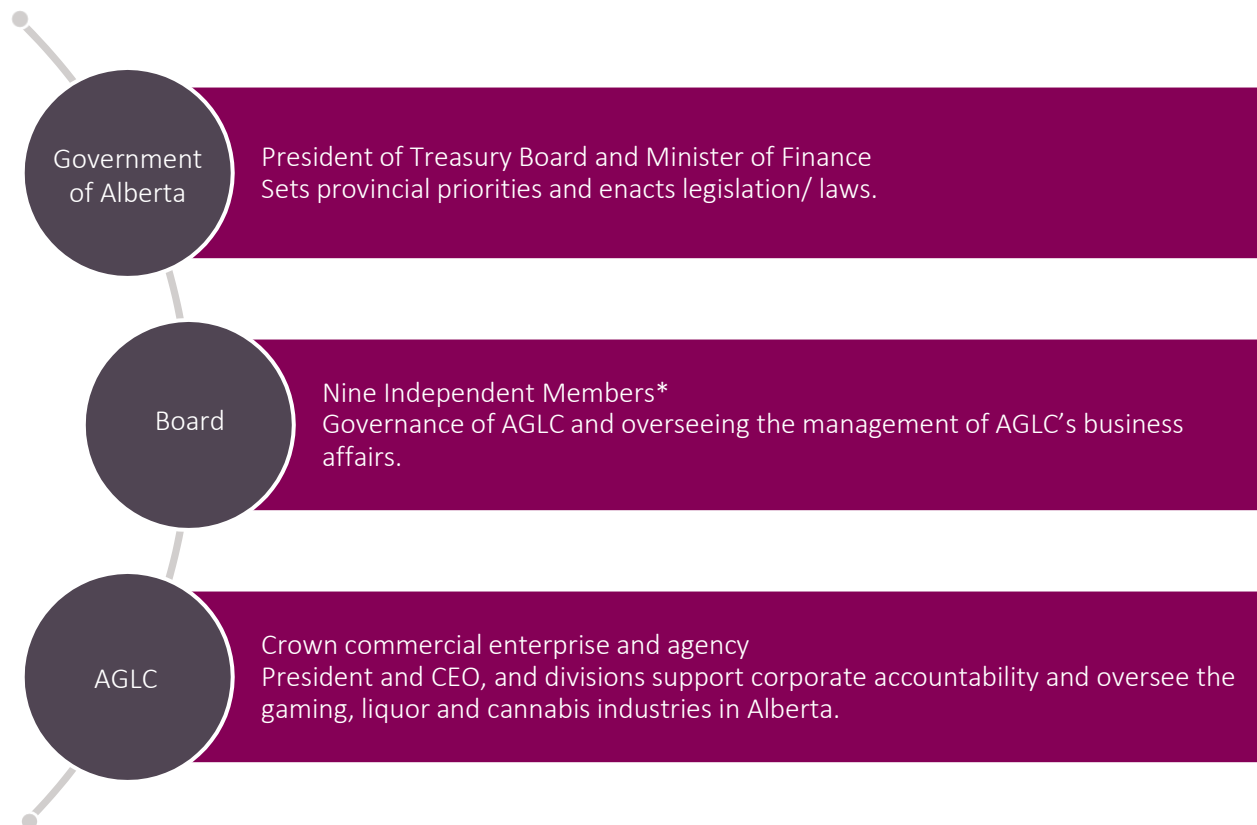 Government
of Alberta
President of Treasury Board and Minister of Finance
Sets provincial priorities and enacts legislation/ laws.
Board
Nine Independent Members*
Governance of AGLC and overseeing the management of AGLC’s business
affairs.
AGLC
Crown commercial enterprise and agency
President and CEO, and divisions support corporate accountability and oversee the
gaming, liquor and cannabis industries in Alberta.